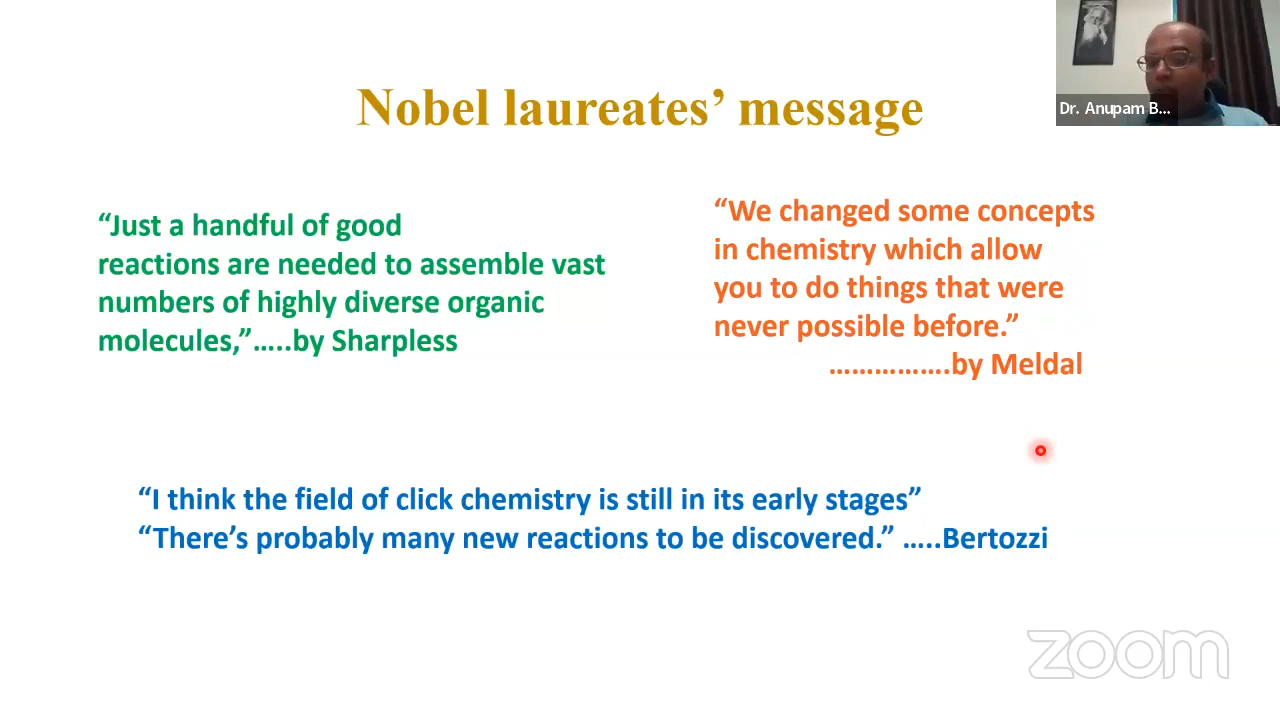 Nobel laureates’ message
Dr. Anupam B...
“Just a handful of good
reactions are needed to assemble vast
numbers of highly diverse organic
molecules,”…..by Sharpless
“We changed some concepts
in chemistry which allow
you to do things that were
never possible before.”
…………….by Meldal
“I think the field of click chemistry is still in its early stages”
“There’s probably many new reactions to be discovered.” …..Bertozzi
zoom